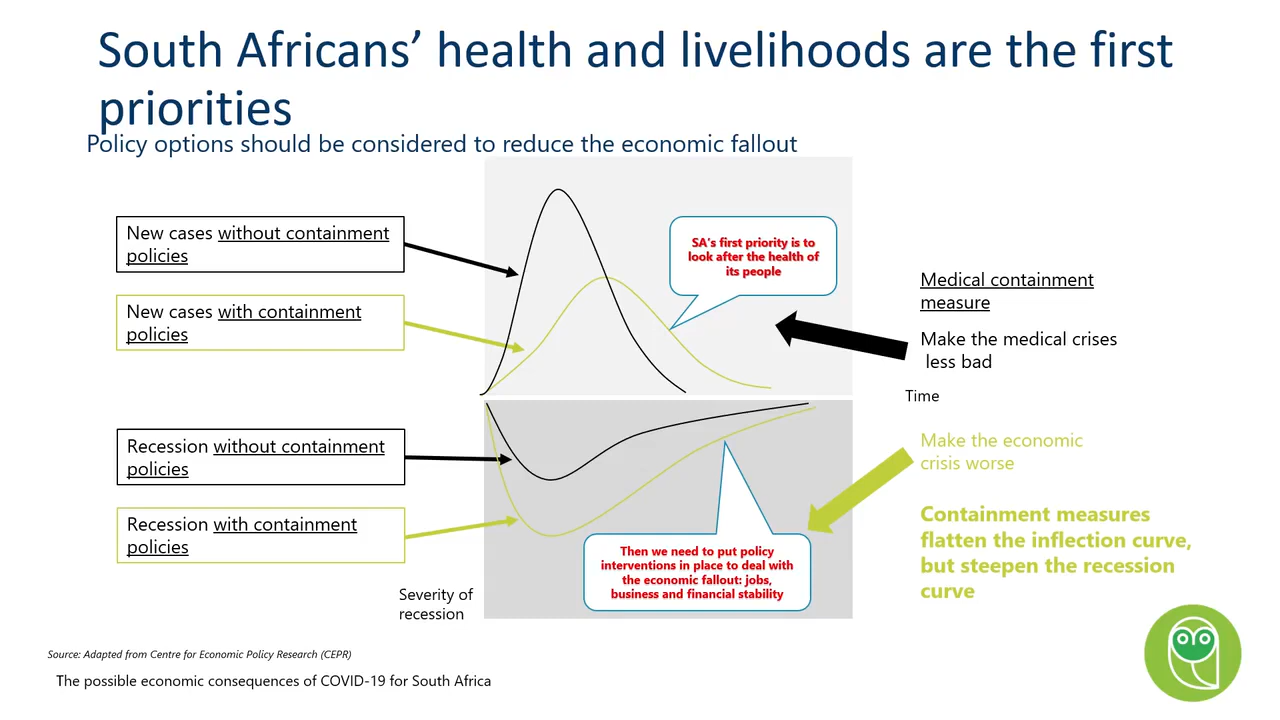 South Africans’ health and livelihoods are the first
priorities
Policy options should be considered to reduce the economic fallout
New cases without containment
policies
New cases with containment
policies
SA's first priority is to
look after the health of
its people
Medical containment
measure
Make the medical crises
less bad
Time
Recession without containment
policies
Recession with containment
policies
Make the economic
crisis worse
Containment measures
flatten the inflection curve,
but steepen the recession
curve
Then we need to put policy
interventions in place to deal with
the economic fallout: jobs,
business and financial stability
Severity of
recession
Source: Adapted from Centre for Economic Policy Research (CEPR)
The possible economic consequences of COVID-19 for South Africa